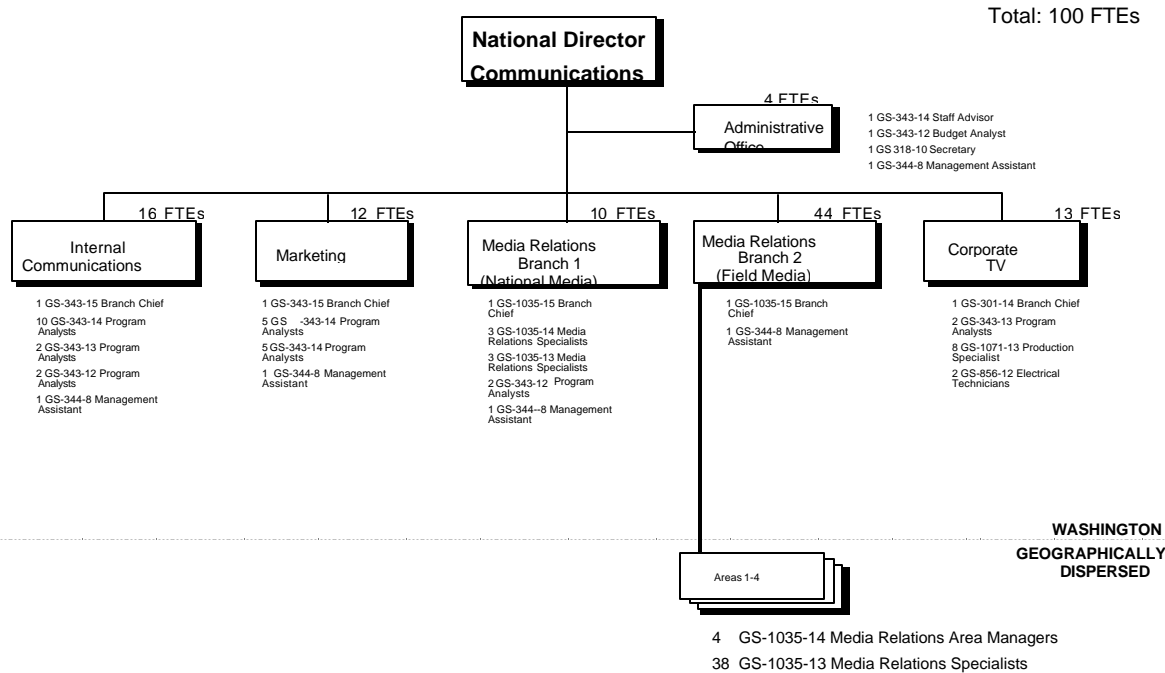 Total: 100 FTEs
National Director
Communications
4 FTEs
Administrative
Office
1 GS-343-14 Staff Advisor
1 GS-343-12 Budget Analyst
1 GS 318-10 Secretary
1 GS-344-8 Management Assistant
16 FTEs
Internal
Communications
1 GS-343-15 Branch Chief
10 GS-343-14 Program
Analysts
2 GS-343-13 Program
Analysts
2 GS-343-12 Program
Analysts
1 GS-344-8 Management
Assistant
12 FTEs
Marketing
1 GS-343-15 Branch Chief
5 GS -343-14 Program
Analysts
5 GS-343-14 Program
Analysts
1 GS-344-8 Management
Assistant
10 FTEs
Media Relations
Branch 1
(National Media)
1 GS-1035-15 Branch
Chief
3 GS-1035-14 Media
Relations Specialists
3 GS-1035-13 Media
Relations Specialists
2 GS-343-12 Program
Analysts
1 GS-344--8 Management
Assistant
44 FTEs
Media Relations
Branch 2
(Field Media)
1 GS-1035-15 Branch
Chief
1 GS-344-8 Management
Assistant
13 FTEs
Corporate
TV
1 GS-301-14 Branch Chief
2 GS-343-13 Program
Analysts
8 GS-1071-13 Production
Specialist
2 GS-856-12 Electrical
Technicians
WASHINGTON
GEOGRAPHICALLY
DISPERSED
Areas 1-4
4 GS-1035-14 Media Relations Area Managers
38 GS-1035-13 Media Relations Specialists